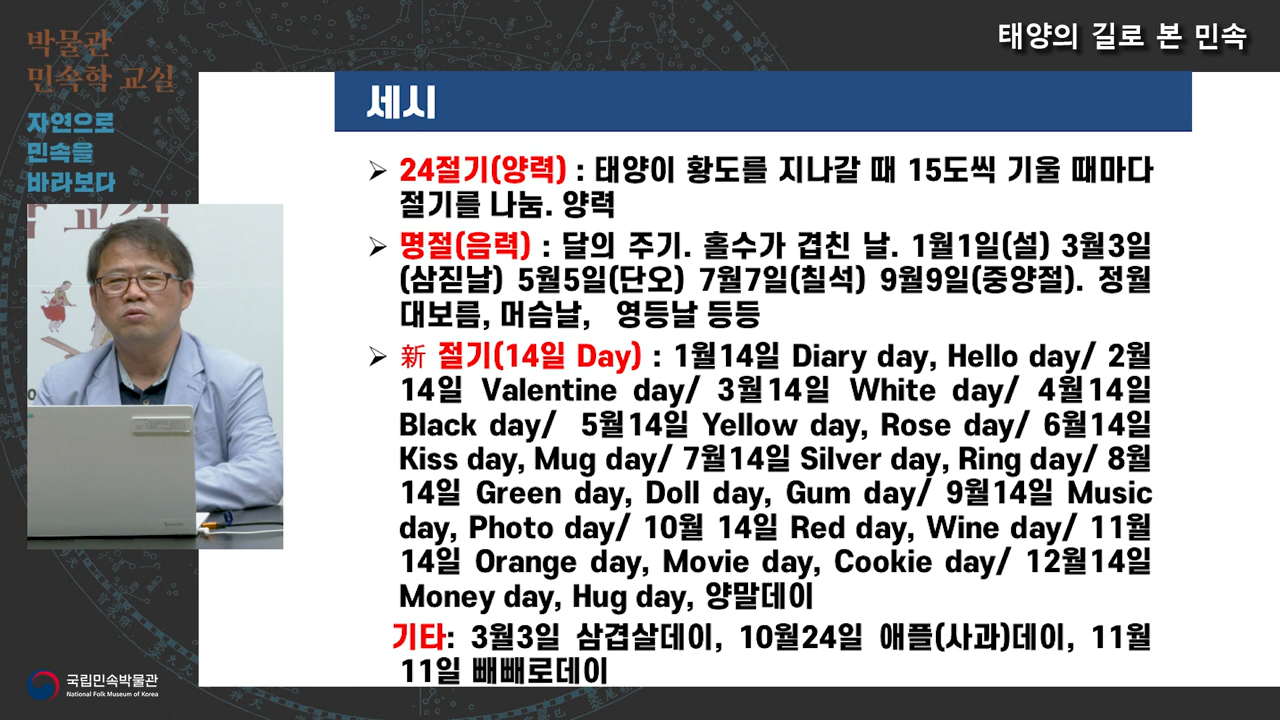 박물관
민속학 교실
자연으로
민속을
바라보다
태양의 길로 본 민속
세시
➢ 24절기(양력) : 태양이 황도를 지나갈 때 15도씩 기울 때마다
절기를 나눔. 양력
➢ 명절(음력) : 달의 주기. 홀수가 겹친 날. 1월1일(설) 3월3일
(삼짇날) 5월5일(단오) 7월7일(칠석) 9월9일(중양절). 정월
대보름, 머슴날, 영등날 등등
➢ 新 절기(14일 Day) : 1월14일 Diary day, Hello day/ 2월
14일 Valentine day/ 3월14일 White day/ 4월14일
Black day/ 5월14일 Yellow day, Rose day/ 6월14일
Kiss day, Mug day/ 7월14일 Silver day, Ring day/ 8월
14일 Green day, Doll day, Gum day/ 9월14일 Music
day, Photo day/ 10월 14일 Red day, Wine day/ 11월
14일 Orange day, Movie day, Cookie day/ 12월14일
Money day, Hug day, 양말데이
기타: 3월3일 삼겹살데이, 10월24일 애플(사과)데이, 11월
11일 빼빼로데이
국립민속박물관
National Folk Museum of Korea